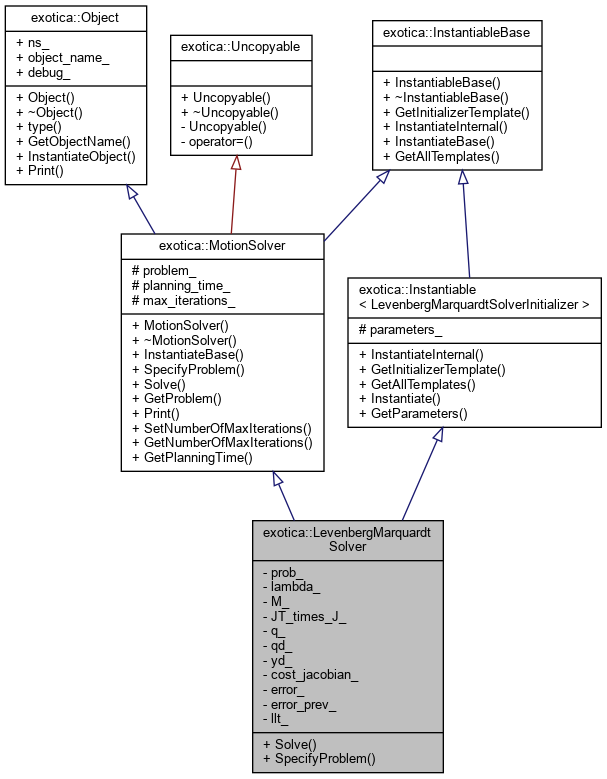 exotica::Object
+ ns_
+ object_name_
+ debug_
+ Object()
+ ~Object()
+ type()
+ GetObjectName()
+ InstantiateObject()
+ Print()
exotica::Uncopyable
+ Uncopyable()
+ ~Uncopyable()
- Uncopyable()
- operator=()
exotica::InstantiableBase
+ InstantiableBase()
+ ~InstantiableBase()
+ GetInitializerTemplate()
+ InstantiateInternal()
+ InstantiateBase()
+ GetAllTemplates()
exotica::MotionSolver
# problem_
# planning_time_
# max_iterations_
+ MotionSolver()
+ ~MotionSolver()
+ InstantiateBase()
+ SpecifyProblem()
+ Solve()
+ GetProblem()
+ Print()
+ SetNumberOfMaxIterations()
+ GetNumberOfMaxIterations()
+ GetPlanningTime()
exotica::Instantiable
< LevenbergMarquardtSolverInitializer >
# parameters_
+ InstantiateInternal()
+ GetInitializerTemplate()
+ GetAllTemplates()
+ Instantiate()
+ GetParameters()
exotica::LevenbergMarquardt
Solver
- prob_
- lambda_
- M_
- JT_times_J_
- q_
- qd_
- yd_
- cost_jacobian_
- error_
- error_prev_
- llt_
+ Solve()
+ SpecifyProblem()